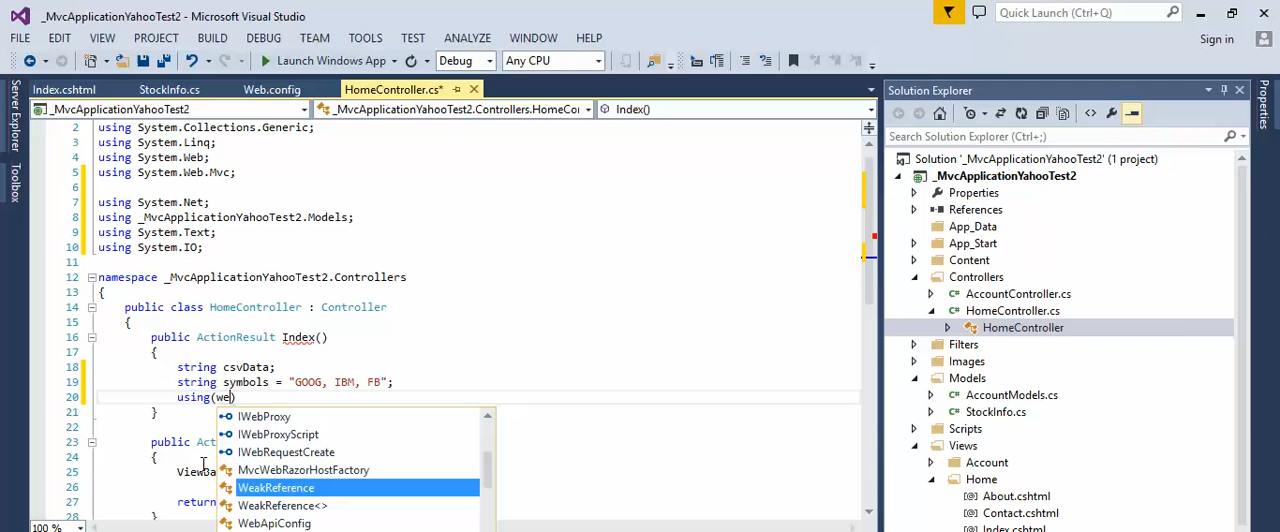 _MvcApplicationYahooTest2 - Microsoft Visual Studio
Quick Launch (Ctrl+Q)
FILE EDIT VIEW PROJECT BUILD DEBUG TEAM TOOLS TEST ANALYZE WINDOW HELP
Sign in
Launch Windows App Debug Any CPU
Index.cshtml StockInfo.cs Web.config HomeController.cs*
_MvcApplicationYahooTest2 _MvcApplicationYahooTest2.Controllers.HomeCoi Index()
Server Explorer
Toolbox
2 using System.Collections.Generic;
3 using System.Linq;
4 using System.Web;
5 using System.Web.Mvc;
6
7 using System.Net;
8 using _MvcApplicationYahooTest2.Models;
9 using System.Text;
10 using System.IO;
11
12 namespace _MvcApplicationYahooTest2.Controllers
13 {
14 public class HomeController : Controller
15 {
16 public ActionResult Index()
17 {
18 string csvData;
19 string symbols = "GOOG, IBM, FB";
20 using(we)
21 }
22
23 public Act
24 {
25 ViewBa
26
27 return
28 }
IWebProxy
IWebProxyScript
IWebRequestCreate
MvcWebRazorHostFactory
WeakReference
WeakReference<>
WebApiConfig
100 %
Solution Explorer
Search Solution Explorer (Ctrl+;)
Solution '_MvcApplicationYahooTest2' (1 project)
_MvcApplicationYahooTest2
Properties
References
App_Data
App_Start
Content
Controllers
AccountController.cs
HomeController.cs
HomeController
Filters
Images
Models
AccountModels.cs
StockInfo.cs
Scripts
Views
Account
Home
About.cshtml
Contact.cshtml
Index.cshtml
Properties